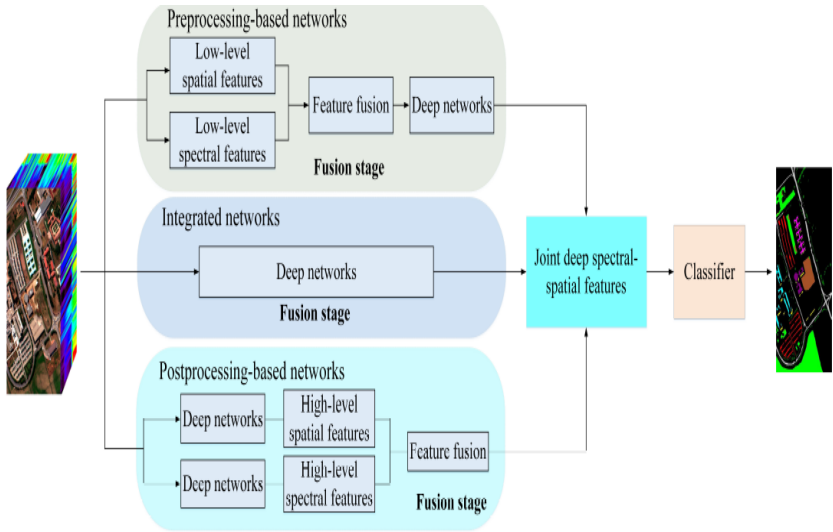 Preprocessing-based networks
Low-level
spatial features
Low-level
spectral features
Feature fusion
Deep networks
Fusion stage
Integrated networks
Deep networks
Fusion stage
Postprocessing-based networks
Deep networks
High-level
spatial features
Deep networks
High-level
spectral features
Feature fusion
Fusion stage
Joint deep spectral-
spatial features
Classifier